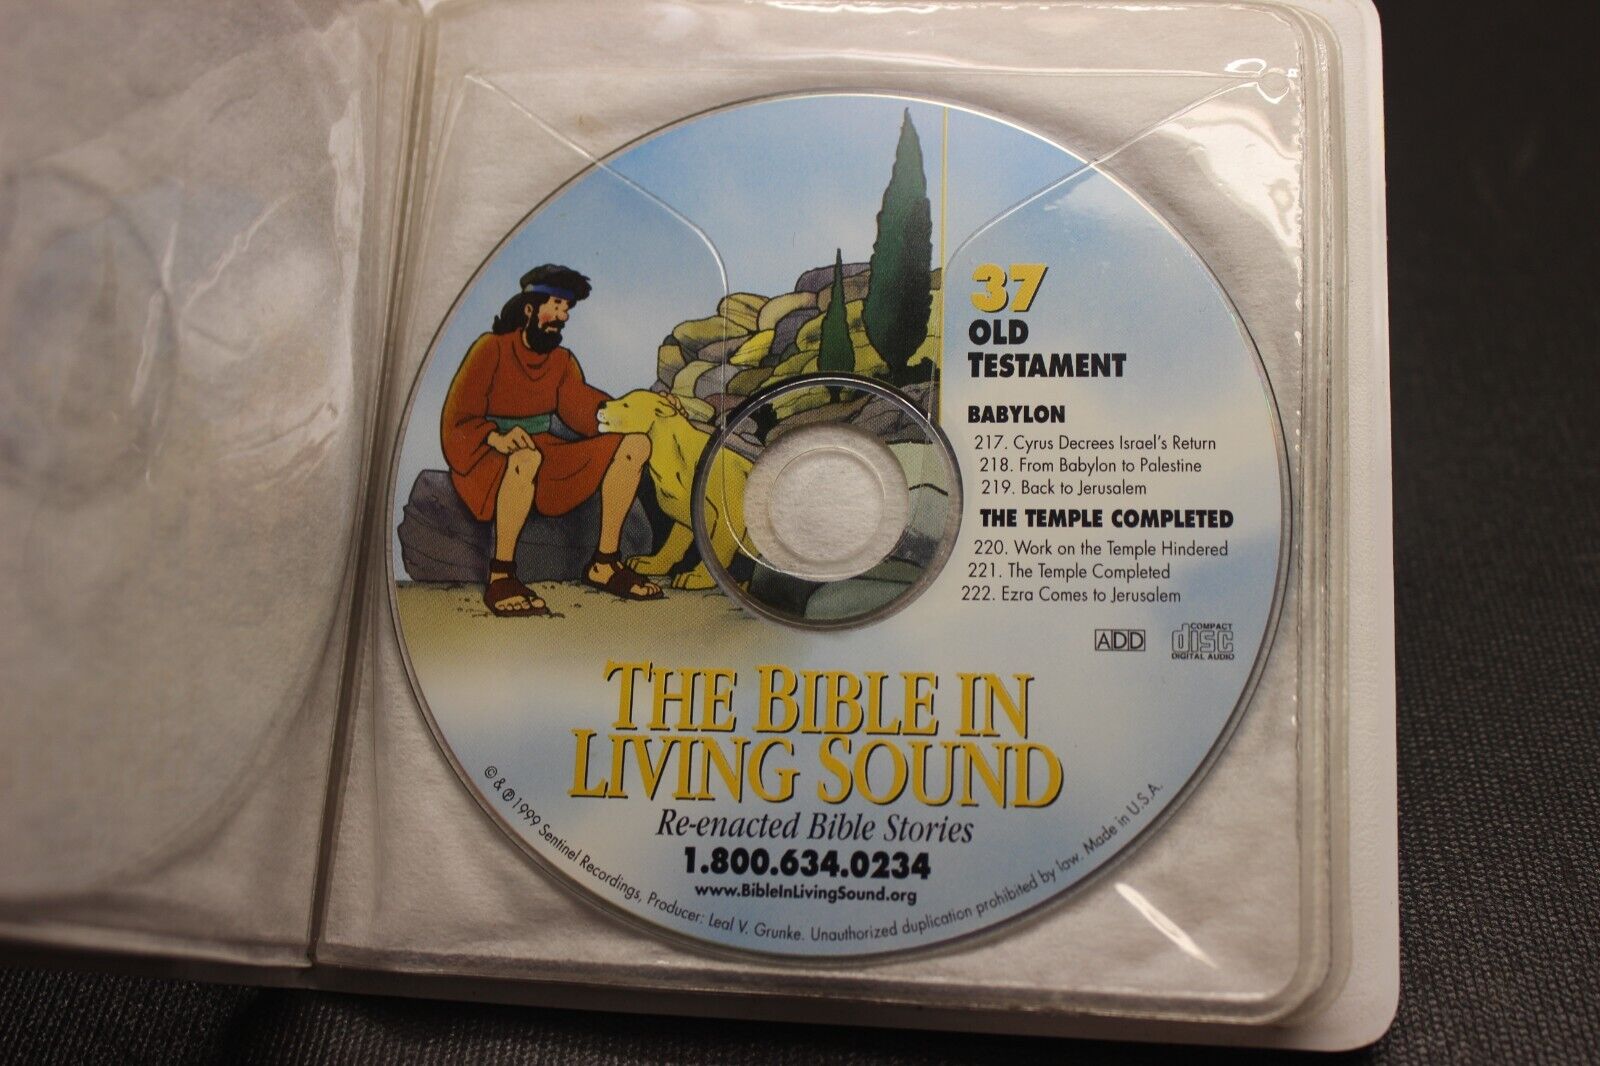 37
OLD
TESTAMENT
BABYLON
217. Cyrus Decrees Israel's Return
218. From Babylon to Palestine
219. Back to Jerusalem
THE TEMPLE COMPLETED
220. Work on the Temple Hindered
221. The Temple Completed
222. Ezra Comes to Jerusalem
ADD
COMPACT
disc
DIGITAL AUDIO
THE BIBLE IN
LIVING SOUND
Re-enacted Bible Stories
1.800.634.0234
www.BibleInLivingSound.org
© & ℗ 1999 Sentinel Recordings, Producer: Leal V. Grunke. Unauthorized duplication prohibited by law. Made in U.S.A.